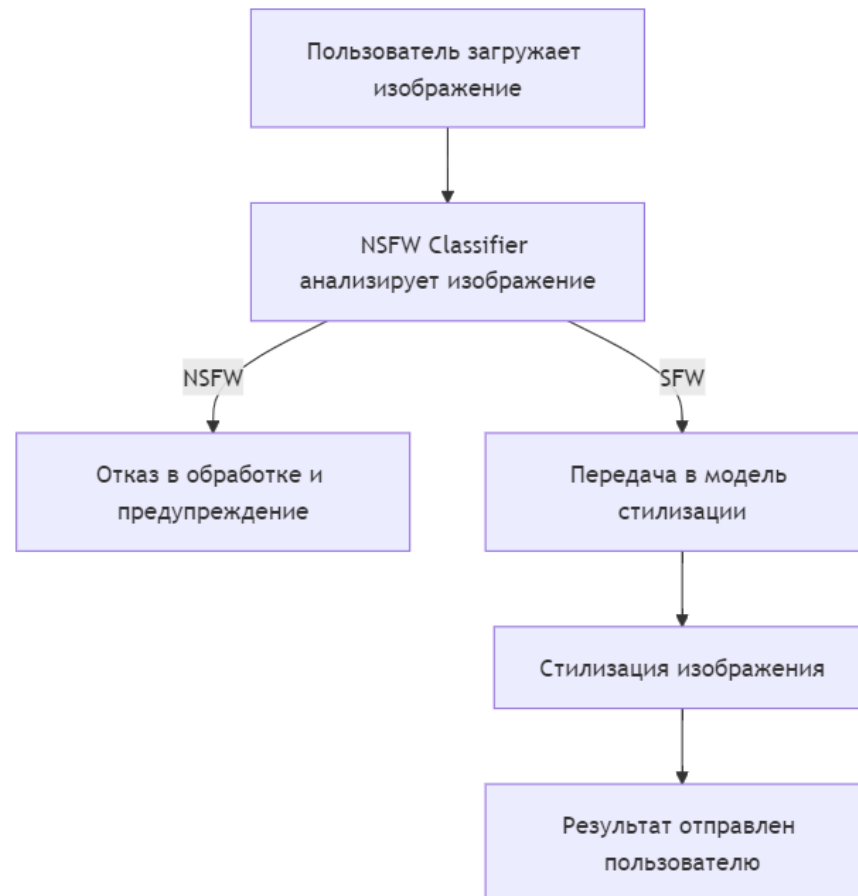 Пользователь загружает
изображение
NSFW Classifier
анализирует изображение
NSFW
SFW
Отказ в обработке и
предупреждение
Передача в модель
стилизации
Стилизация изображения
Результат отправлен
пользователю